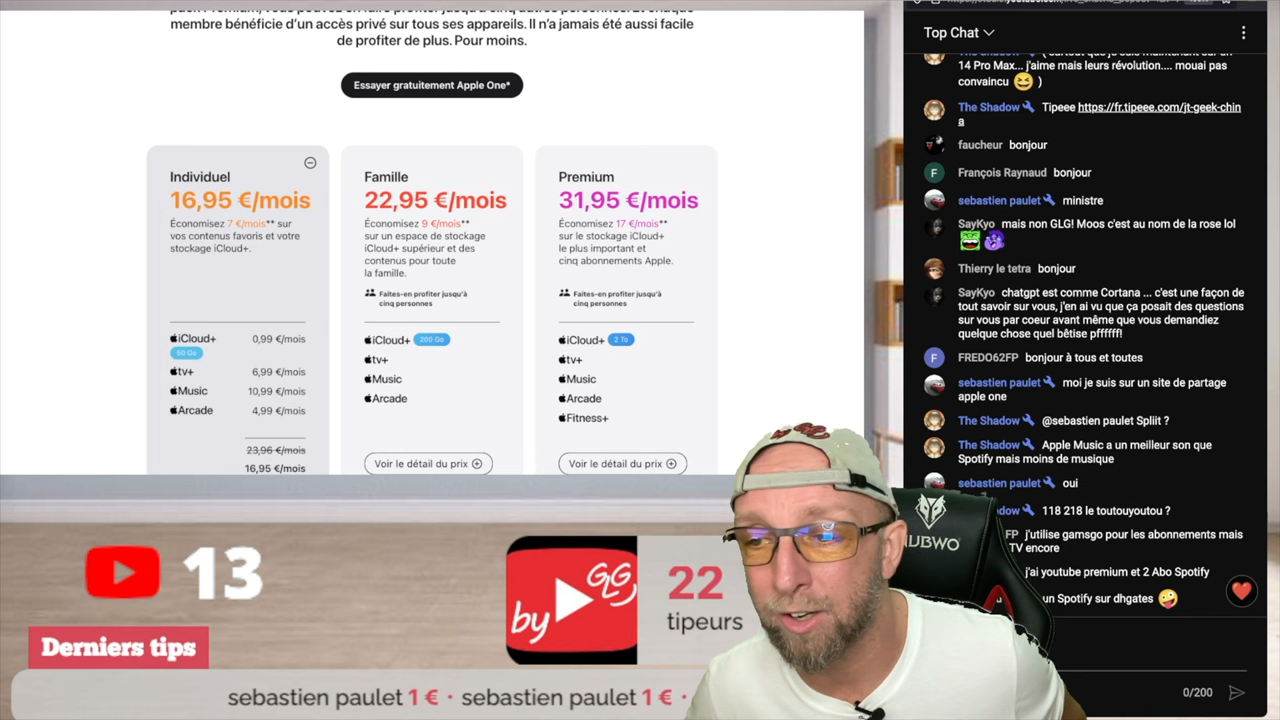 membre bénéficie d'un accès privé sur tous ses appareils. Il n'a jamais été aussi facile
de profiter de plus. Pour moins.
Essayer gratuitement Apple One*
Individuel
16,95 €/mois
Économisez 7 €/mois** sur
vos contenus favoris et votre
stockage iCloud+.
iCloud+ 0,99 €/mois
50 Go
tv+ 6,99 €/mois
Music 10,99 €/mois
Arcade 4,99 €/mois
23,96 €/mois
16,95 €/mois
Famille
22,95 €/mois
Économisez 9 €/mois**
sur un espace de stockage
iCloud+ supérieur et des
contenus pour toute
la famille.
Faites-en profiter jusqu'à
cinq personnes
iCloud+ 200 Go
tv+
Music
Arcade
Voir le détail du prix
Premium
31,95 €/mois
Économisez 17 €/mois**
sur le stockage iCloud+
le plus important et
cinq abonnements Apple.
Faites-en profiter jusqu'à
cinq personnes
iCloud+ 2 To
tv+
Music
Arcade
Fitness+
Voir le détail du prix
Top Chat
14 Pro Max... j'aime mais leurs révolution.... mouai pas
convaincu )
The Shadow Tipeee https://fr.tipeee.com/jt-geek-chin
a
faucheur bonjour
F François Raynaud bonjour
sebastien paulet ministre
SayKyo mais non GLG! Moos c'est au nom de la rose lol
Thierry le tetra bonjour
SayKyo chatgpt est comme Cortana ... c'est une façon de
tout savoir sur vous, j'en ai vu que ça posait des questions
sur vous par coeur avant même que vous demandiez
quelque chose quel bêtise pffffff!
F FREDO62FP bonjour à tous et toutes
sebastien paulet moi je suis sur un site de partage
apple one
The Shadow @sebastien paulet Spliit ?
The Shadow Apple Music a un meilleur son que
Spotify mais moins de musique
sebastien paulet oui
dow 118 218 le toutouyoutou ?
FP j'utilise gamsgo pour les abonnements mais
TV encore
j'ai youtube premium et 2 Abo Spotify
un Spotify sur dhgates
0/200
13
by GLG
22
tipeurs
NUBWO
Derniers tips
sebastien paulet 1 € · sebastien paulet 1 € ·